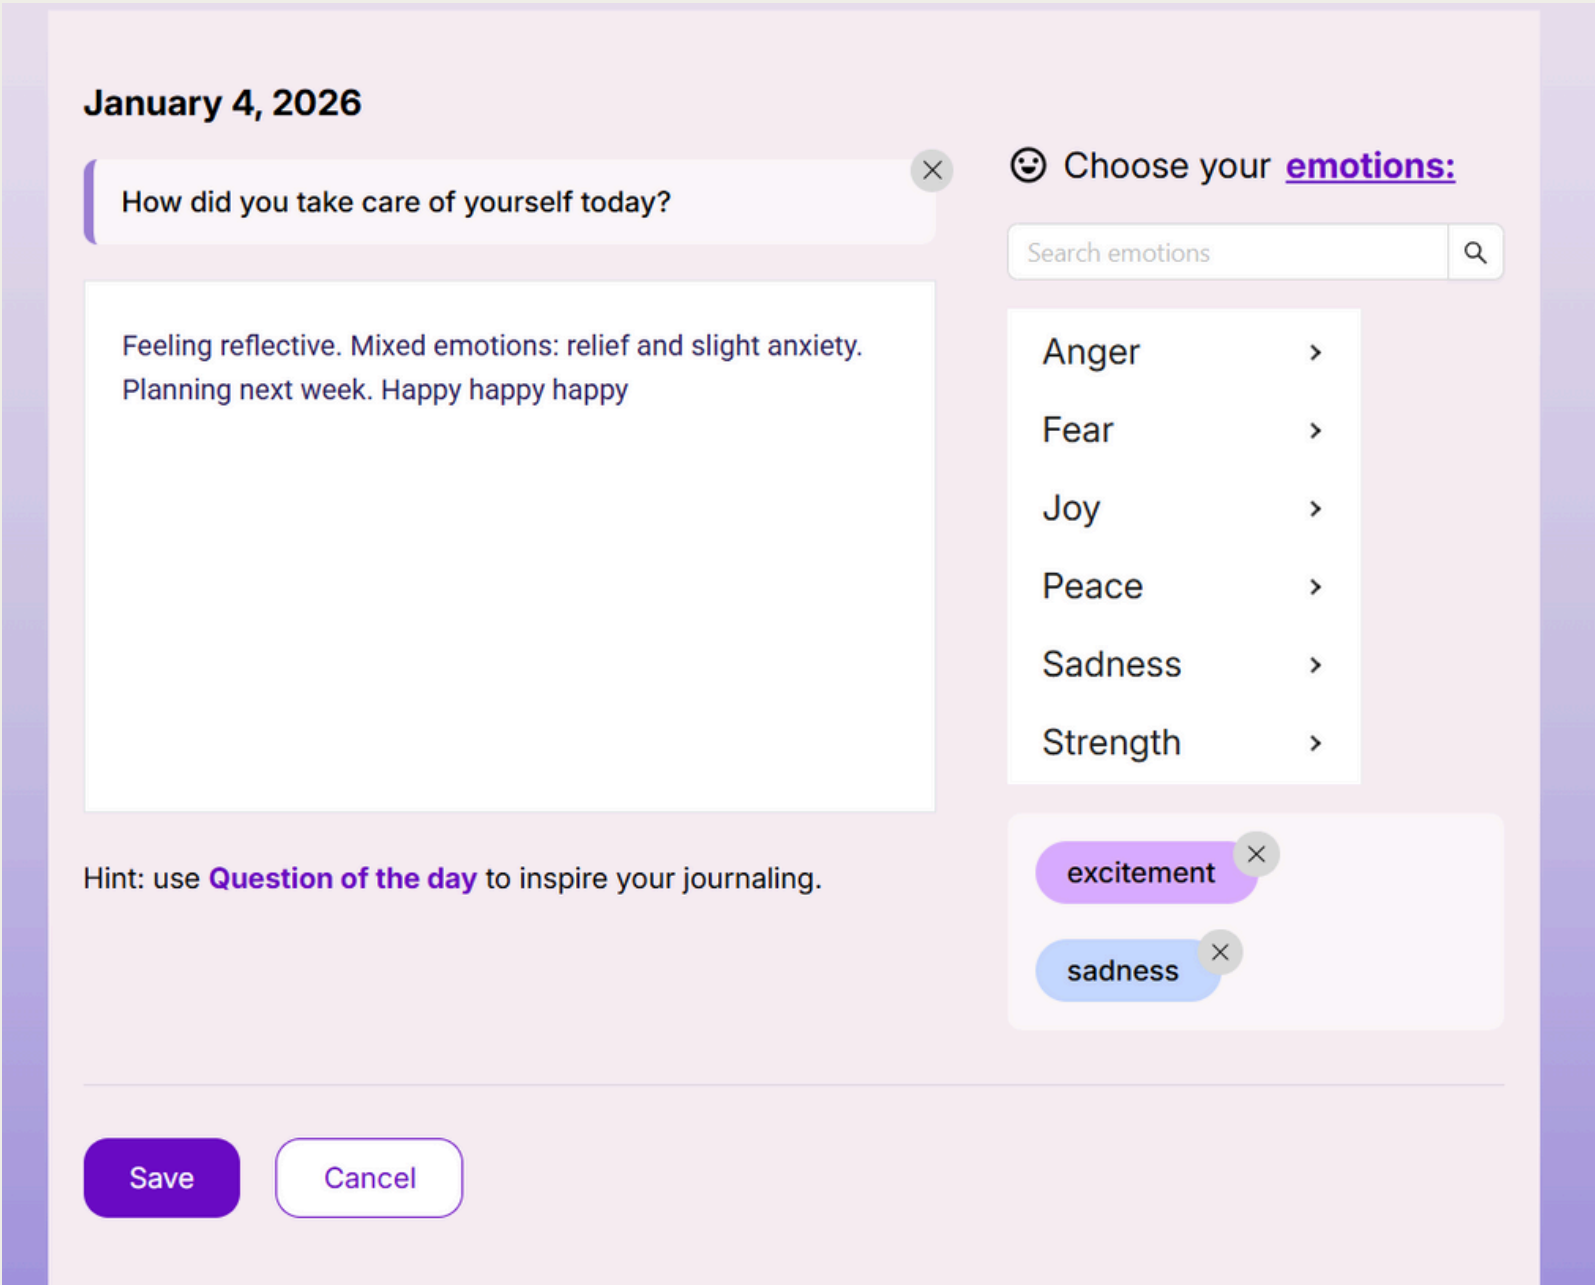 January 4, 2026
How did you take care of yourself today?
Feeling reflective. Mixed emotions: relief and slight anxiety.
Planning next week. Happy happy happy
Hint: use Question of the day to inspire your journaling.
Choose your emotions:
Search emotions
Anger
Fear
Joy
Peace
Sadness
Strength
excitement
sadness
Save
Cancel